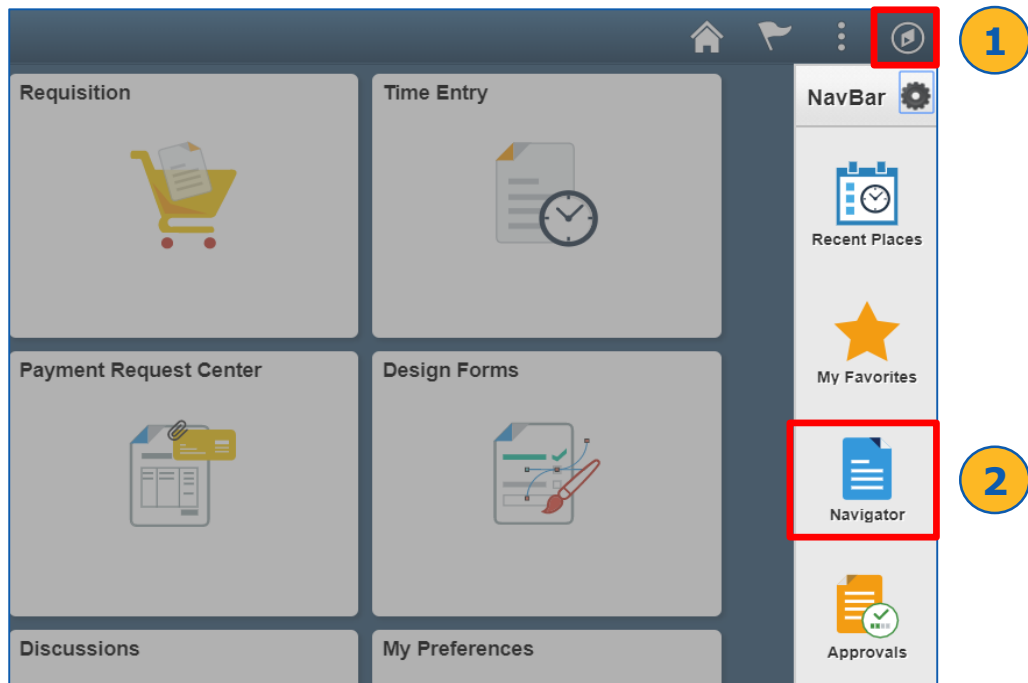 1
Requisition
Time Entry
NavBar
Recent Places
My Favorites
Payment Request Center
Design Forms
2
Navigator
Discussions
My Preferences
Approvals